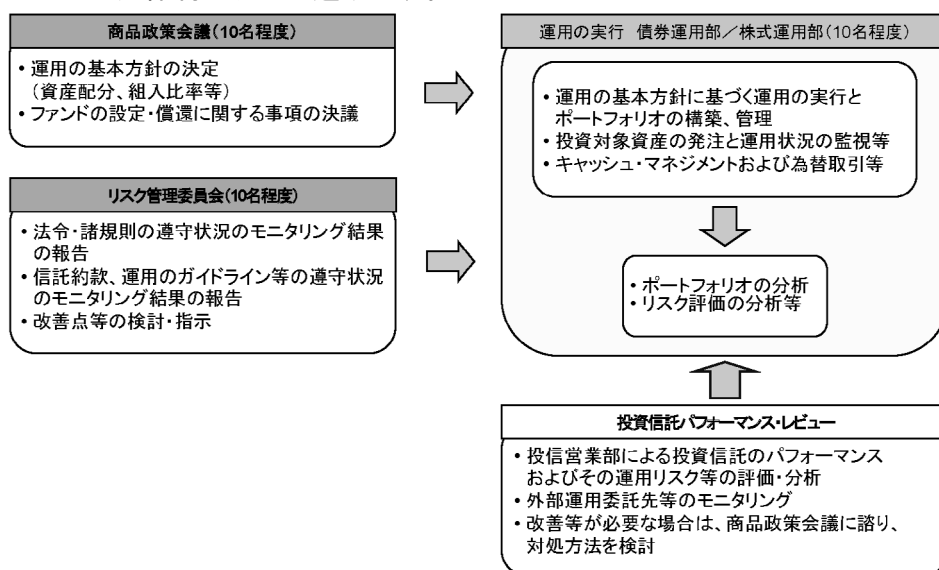 商品政策会議(10名程度)
・運用の基本方針の決定
(資産配分、組入比率等)
・ファンドの設定・償還に関する事項の決議
リスク管理委員会(10名程度)
・法令・諸規則の遵守状況のモニタリング結果
の報告
・信託約款、運用のガイドライン等の遵守状況
のモニタリング結果の報告
・改善点等の検討・指示
運用の実行 債券運用部/株式運用部(10名程度)
・運用の基本方針に基づく運用の実行と
ポートフォリオの構築、管理
・投資対象資産の発注と運用状況の監視等
・キャッシュ・マネジメントおよび為替取引等
・ポートフォリオの分析
・リスク評価の分析等
投資信託パフォーマンス・レビュー
・投信営業部による投資信託のパフォーマンス
およびその運用リスク等の評価・分析
・外部運用委託先等のモニタリング
・改善等が必要な場合は、商品政策会議に諮り、
対処方法を検討